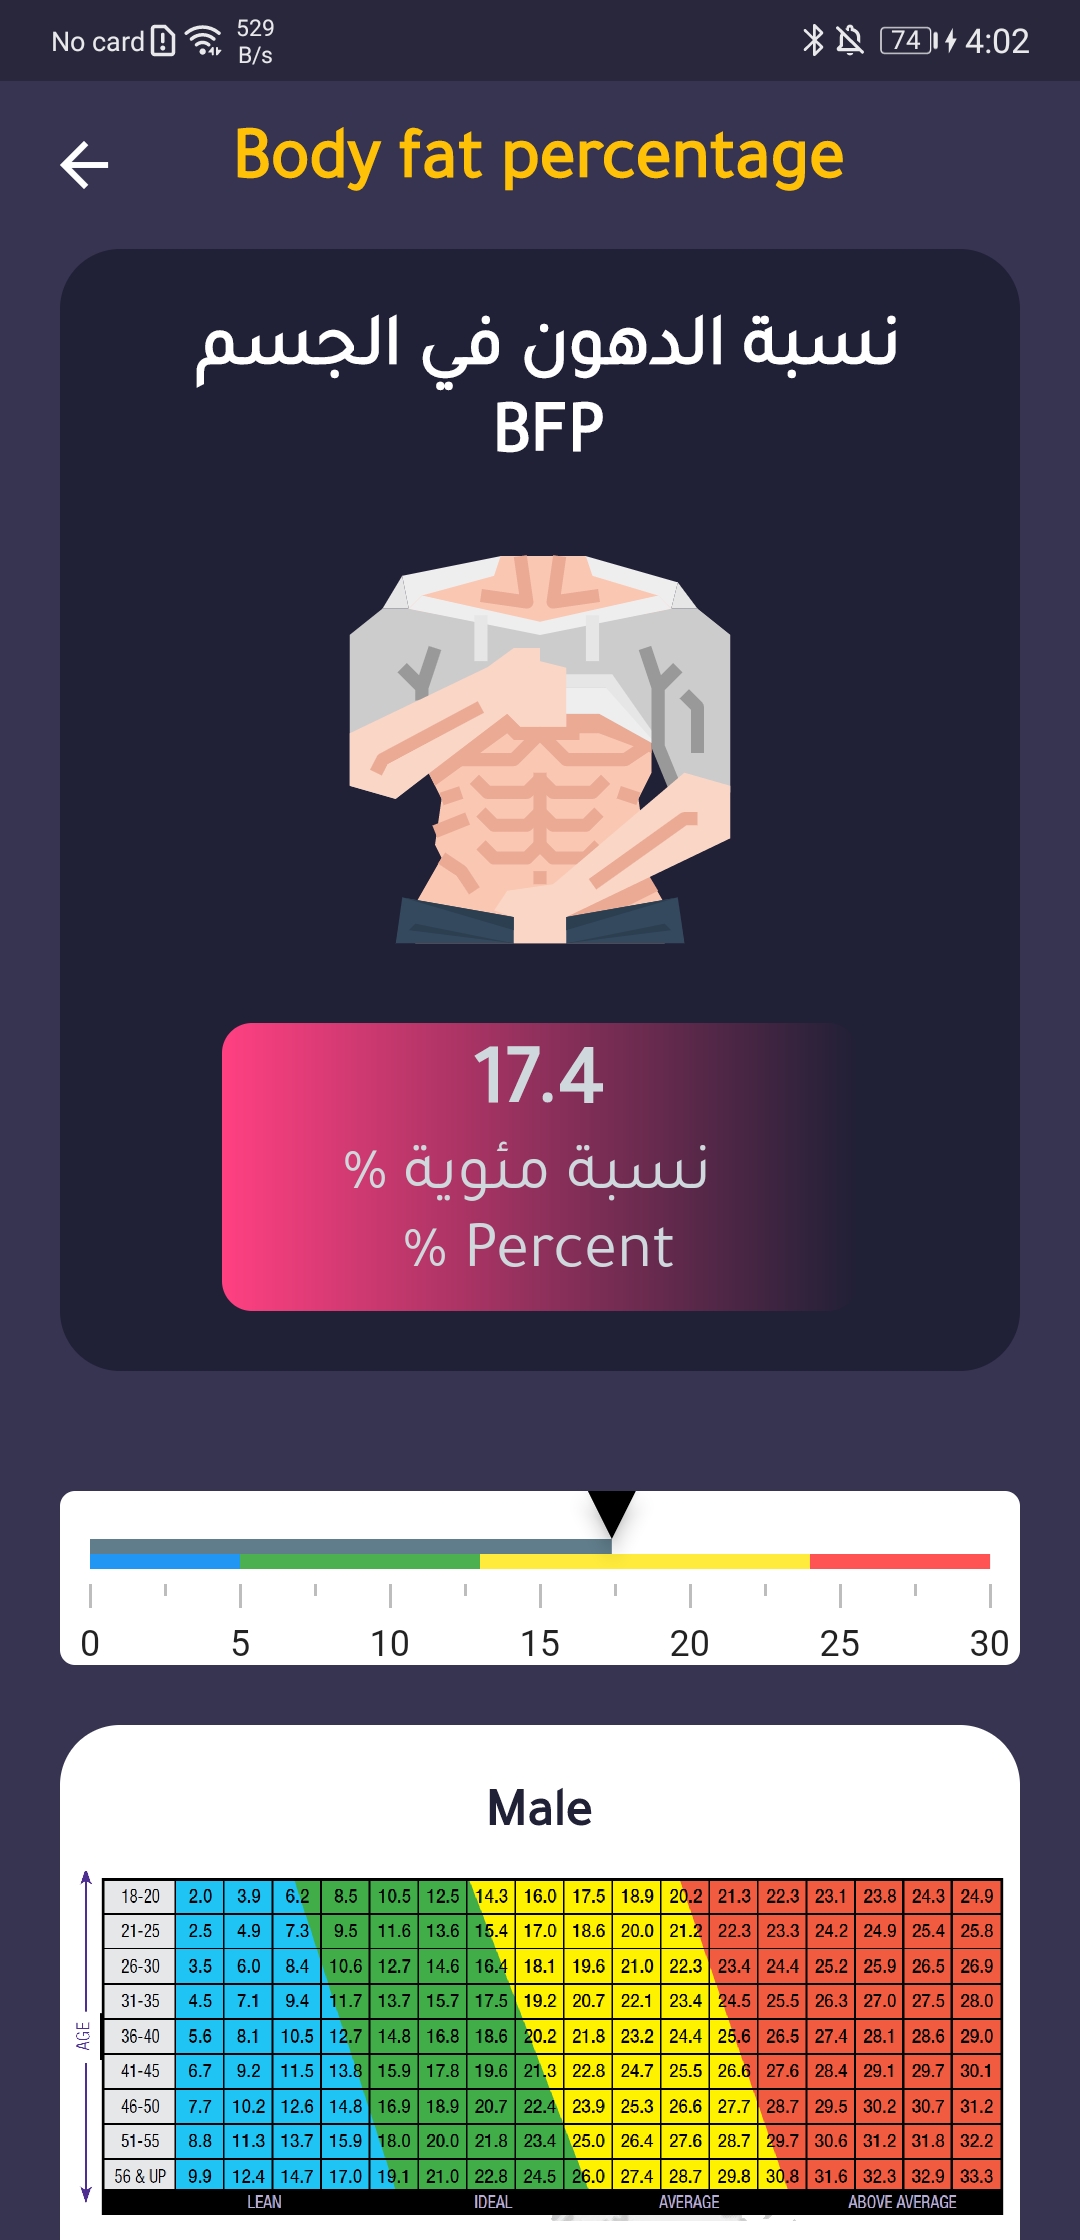 No card 529 B/s 74 4:02
Body fat percentage
نسبة الدهون في الجسم
BFP
17.4
نسبة مئوية %
% Percent
0 5 10 15 20 25 30
Male
AGE
18-20 2.0 3.9 6.2 8.5 10.5 12.5 14.3 16.0 17.5 18.9 20.2 21.3 22.3 23.1 23.8 24.3 24.9
21-25 2.5 4.9 7.3 9.5 11.6 13.6 15.4 17.0 18.6 20.0 21.2 22.3 23.3 24.2 24.9 25.4 25.8
26-30 3.5 6.0 8.4 10.6 12.7 14.6 16.4 18.1 19.6 21.0 22.3 23.4 24.4 25.2 25.9 26.5 26.9
31-35 4.5 7.1 9.4 11.7 13.7 15.7 17.5 19.2 20.7 22.1 23.4 24.5 25.5 26.3 27.0 27.5 28.0
36-40 5.6 8.1 10.5 12.7 14.8 16.8 18.6 20.2 21.8 23.2 24.4 25.6 26.5 27.4 28.1 28.6 29.0
41-45 6.7 9.2 11.5 13.8 15.9 17.8 19.6 21.3 22.8 24.7 25.5 26.6 27.6 28.4 29.1 29.7 30.1
46-50 7.7 10.2 12.6 14.8 16.9 18.9 20.7 22.4 23.9 25.3 26.6 27.7 28.7 29.5 30.2 30.7 31.2
51-55 8.8 11.3 13.7 15.9 18.0 20.0 21.8 23.4 25.0 26.4 27.6 28.7 29.7 30.6 31.2 31.8 32.2
56 & UP 9.9 12.4 14.7 17.0 19.1 21.0 22.8 24.5 26.0 27.4 28.7 29.8 30.8 31.6 32.3 32.9 33.3
LEAN IDEAL AVERAGE ABOVE AVERAGE